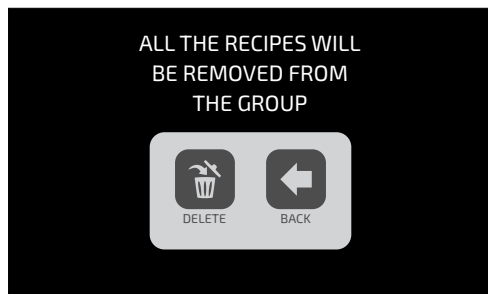 ALL THE RECIPES WILL
BE REMOVED FROM
THE GROUP
DELETE
BACK